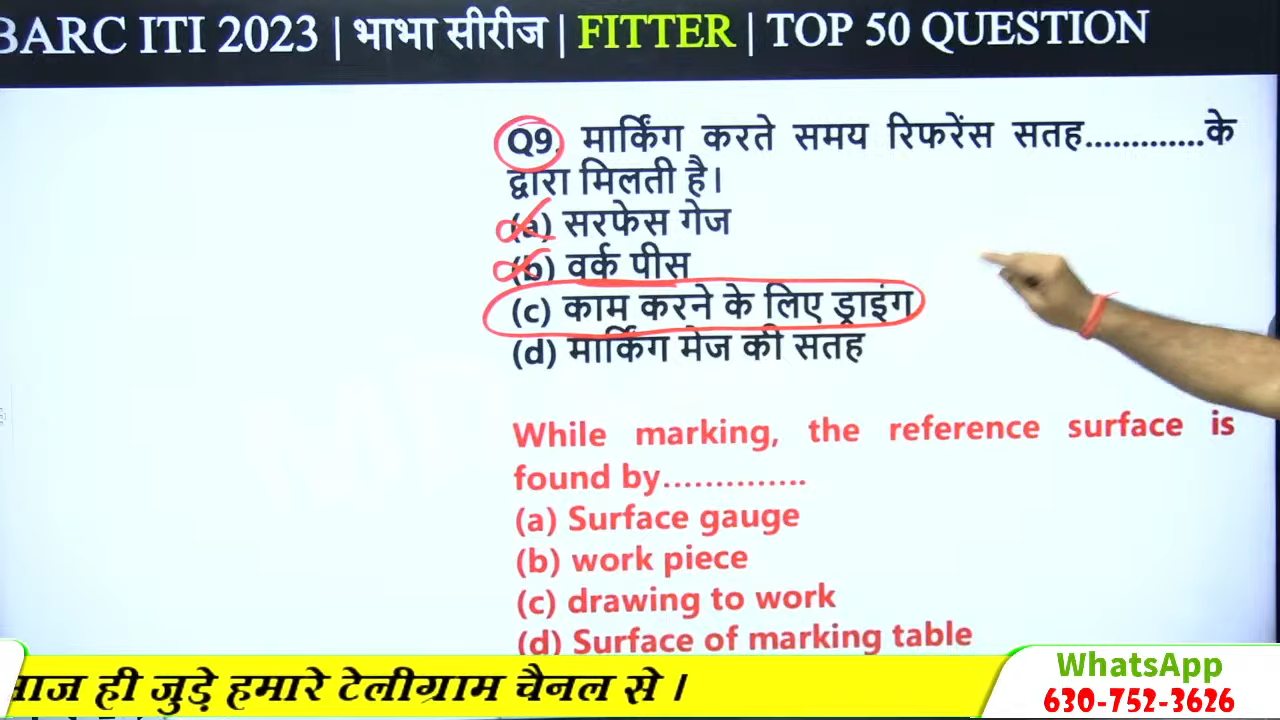 BARC ITI 2023 | भाभा सीरीज | FITTER | TOP 50 QUESTION
Q9. मार्किंग करते समय रिफरेंस सतह..............के
द्वारा मिलती है।
(a) सरफेस गेज
(b) वर्क पीस
(c) काम करने के लिए ड्राइंग
(d) मार्किंग मेज की सतह
While marking, the reference surface is
found by..............
(a) Surface gauge
(b) work piece
(c) drawing to work
(d) Surface of marking table
ही जुड़े हमारे टेलीग्राम चैनल से ।
WhatsApp
630-752-3626